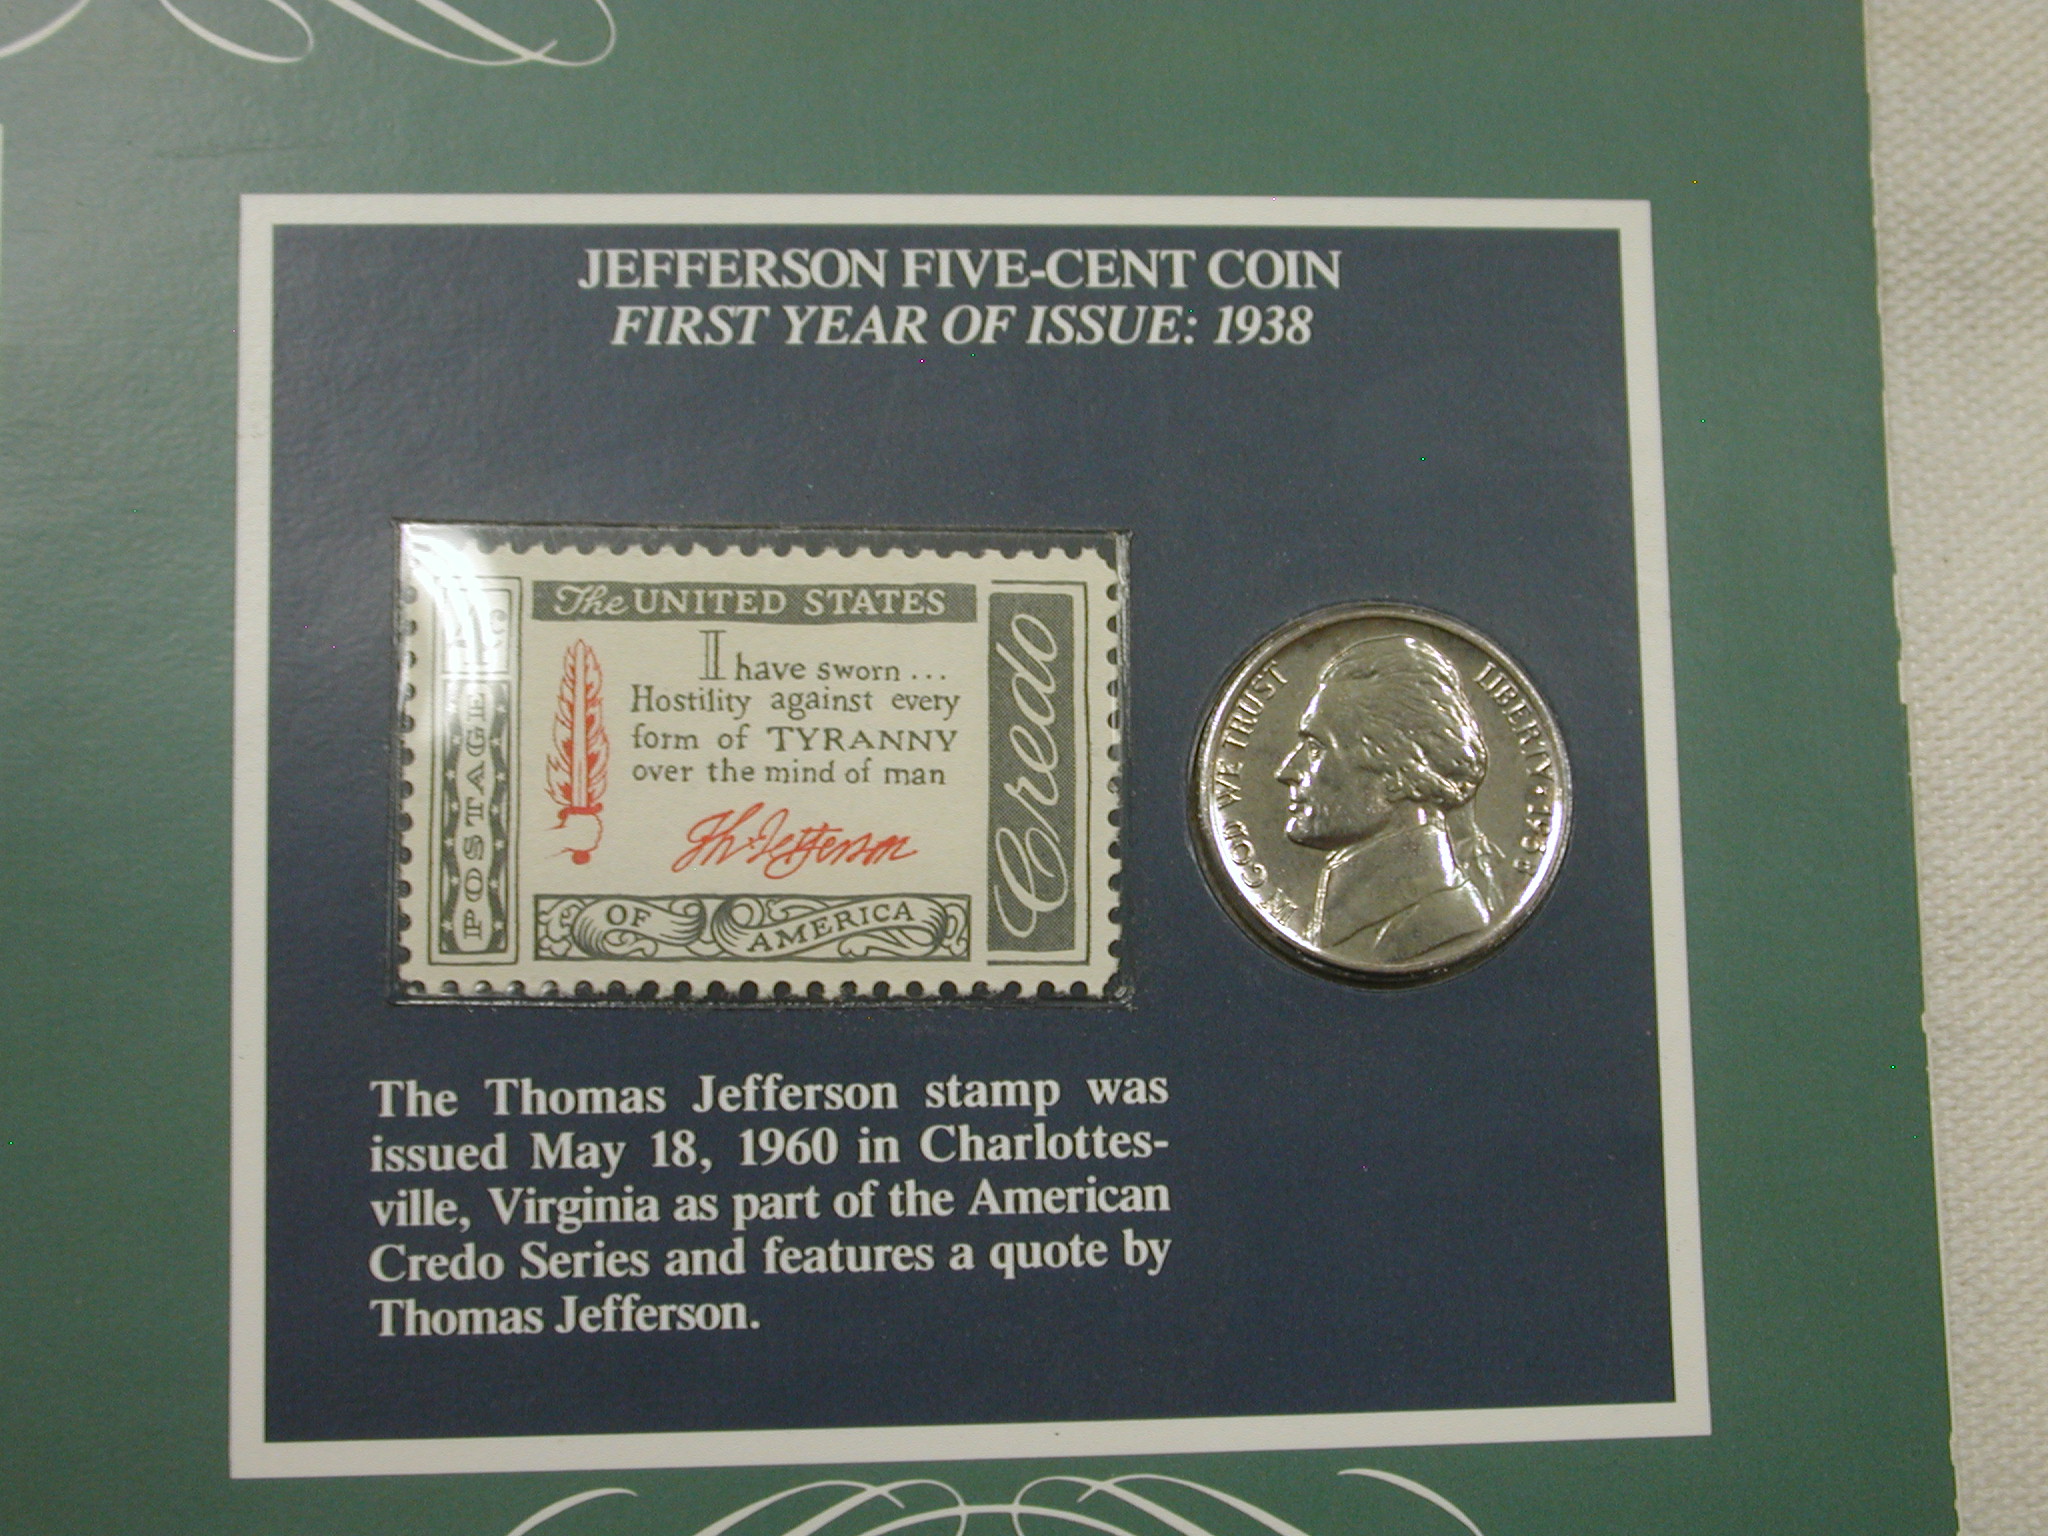 JEFFERSON FIVE-CENT COIN
FIRST YEAR OF ISSUE: 1938
The UNITED STATES
POSTAGE
I have sworn ...
Hostility against every
form of TYRANNY
over the mind of man
Th. Jefferson
OF AMERICA
Credo
IN GOD WE TRUST
LIBERTY
The Thomas Jefferson stamp was
issued May 18, 1960 in Charlottes-
ville, Virginia as part of the American
Credo Series and features a quote by
Thomas Jefferson.